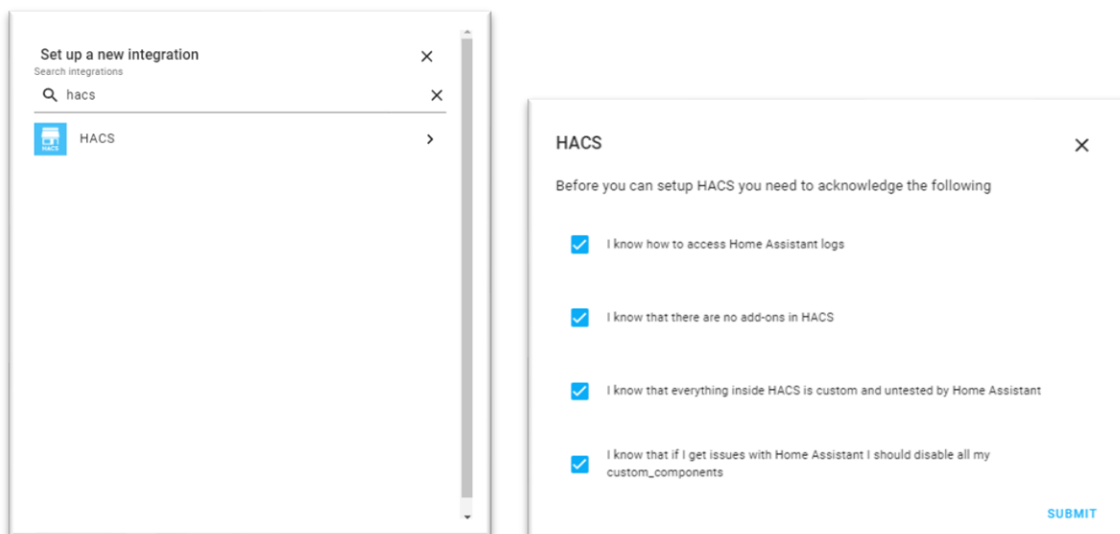 Set up a new integration
Search integrations
hacs
HACS
HACS
HACS
Before you can setup HACS you need to acknowledge the following
I know how to access Home Assistant logs
I know that there are no add-ons in HACS
I know that everything inside HACS is custom and untested by Home Assistant
I know that if I get issues with Home Assistant I should disable all my
custom_components
SUBMIT